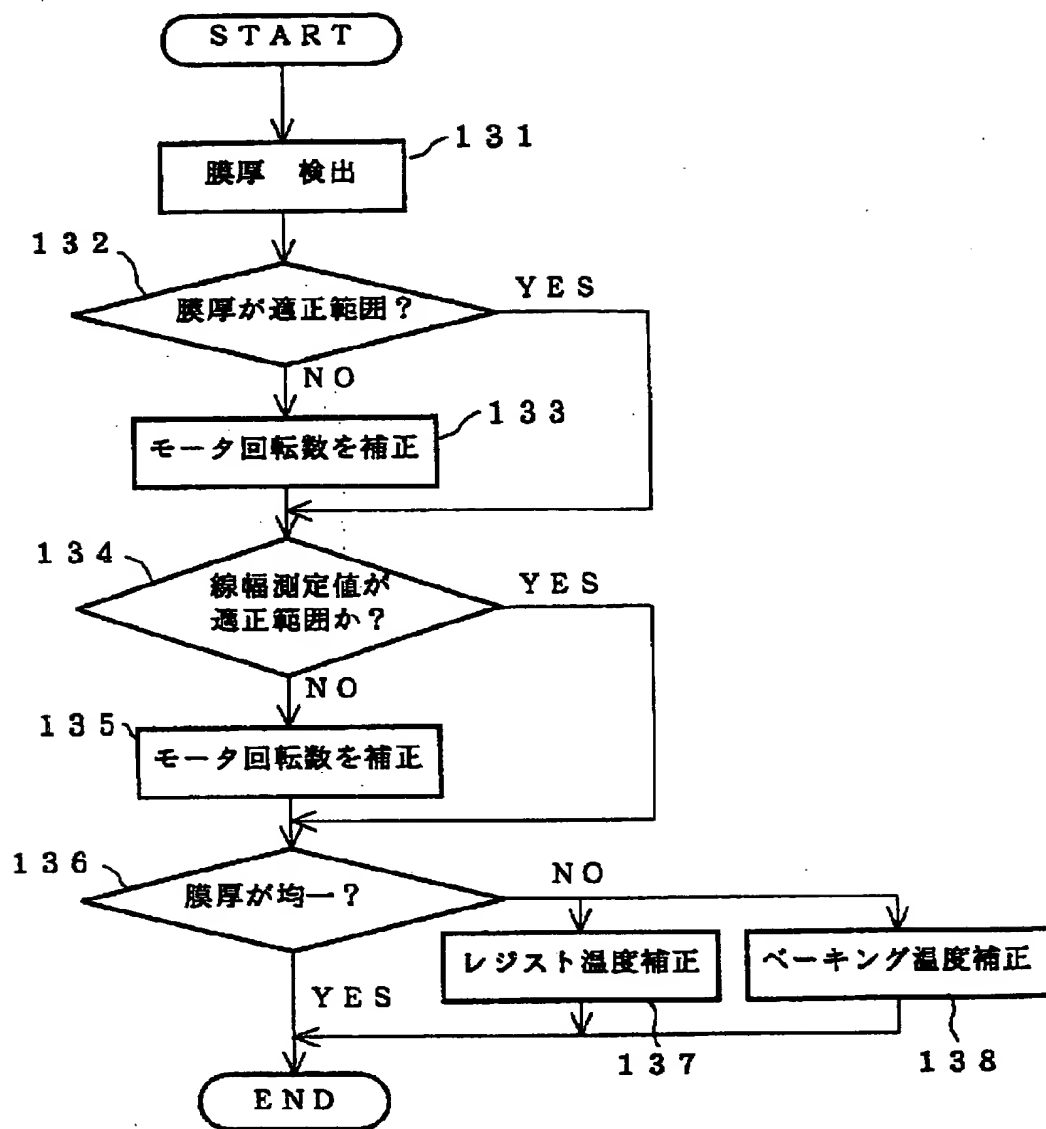 START
131
膜厚 検出
132
膜厚が適正範囲?
YES
NO
133
モータ回転数を補正
134
線幅測定値が
適正範囲か?
YES
NO
135
モータ回転数を補正
136
膜厚が均一?
NO
レジスト温度補正
ベーキング温度補正
YES
137
138
END